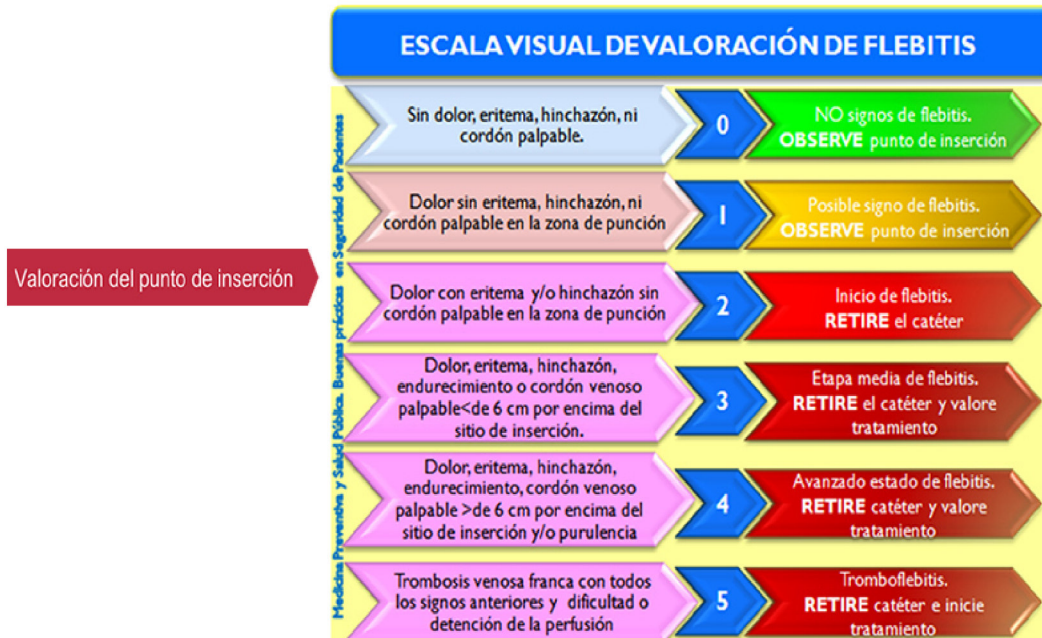 ESCALA VISUAL DE VALORACIÓN DE FLEBITIS
Medicina Preventiva y Salud Pública. Buenas prácticas en Seguridad de Pacientes
Valoración del punto de inserción
Sin dolor, eritema, hinchazón, ni
cordón palpable.
0
NO signos de flebitis.
OBSERVE punto de inserción
Dolor sin eritema, hinchazón, ni
cordón palpable en la zona de punción
1
Posible signo de flebitis.
OBSERVE punto de inserción
Dolor con eritema y/o hinchazón sin
cordón palpable en la zona de punción
2
Inicio de flebitis.
RETIRE el catéter
Dolor, eritema, hinchazón,
endurecimiento o cordón venoso
palpable<de 6 cm por encima del
sitio de inserción.
3
Etapa media de flebitis.
RETIRE el catéter y valore
tratamiento
Dolor, eritema, hinchazón,
endurecimiento, cordón venoso
palpable >de 6 cm por encima del
sitio de inserción y/o purulencia
4
Avanzado estado de flebitis.
RETIRE catéter y valore
tratamiento
Trombosis venosa franca con todos
los signos anteriores y dificultad o
detención de la perfusión
5
Tromboflebitis.
RETIRE catéter e inicie
tratamiento